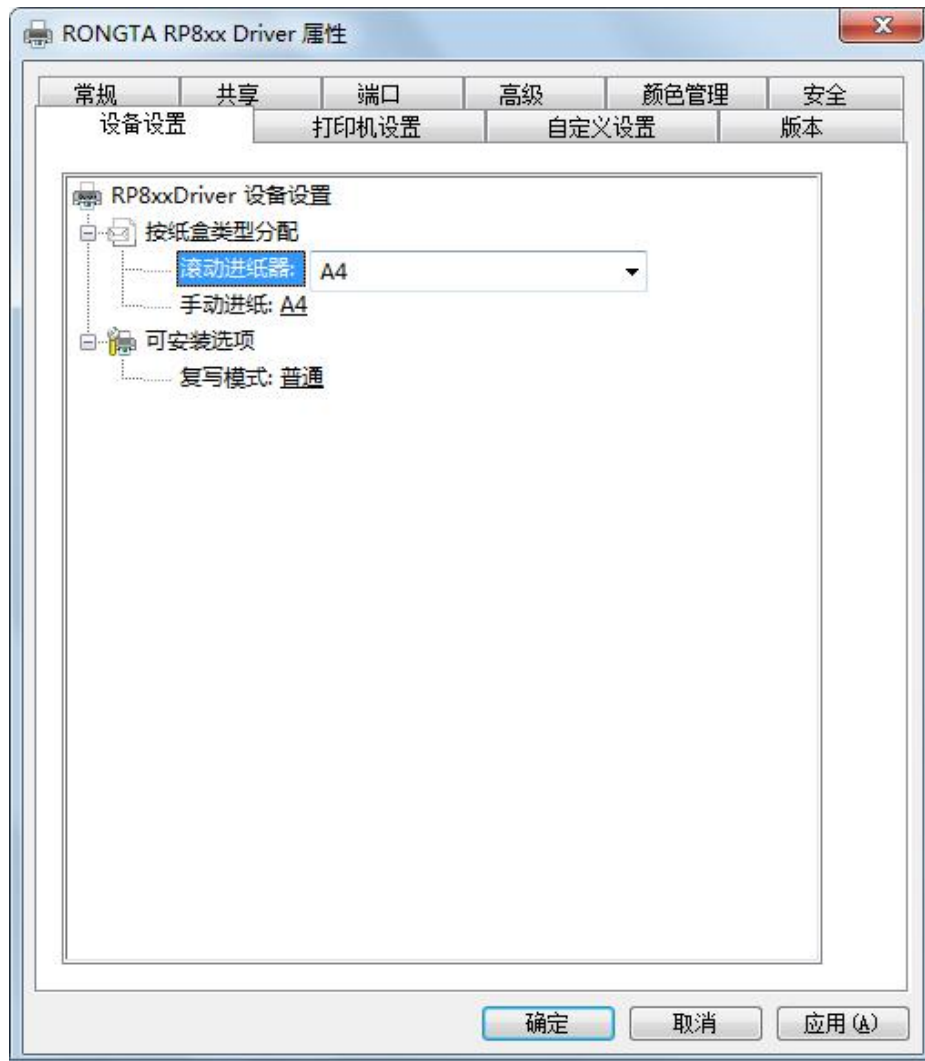 RONGTA RP8xx Driver 属性
常规 共享 端口 高级 颜色管理 安全
设备设置 打印机设置 自定义设置 版本
RP8xxDriver 设备设置
按纸盒类型分配
滚动进纸器: A4
手动进纸: A4
可安装选项
复写模式: 普通
确定 取消 应用(A)